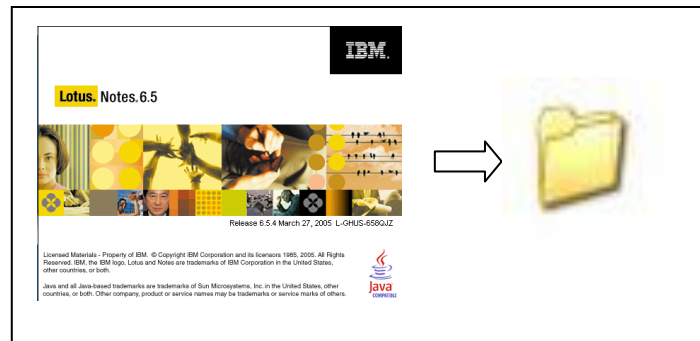 IBM.
Lotus. Notes. 6.5
Release 6.5.4 March 27, 2005 L-GHUS-658QJZ
Licensed Materials - Property of IBM. © Copyright IBM Corporation and its licensors 1985, 2005. All Rights
Reserved. IBM, the IBM logo, Lotus and Notes are trademarks of IBM Corporation in the United States,
other countries, or both.
Java and all Java-based trademarks are trademarks of Sun Microsystems, Inc. in the United States, other
countries, or both. Other company, product or service names may be trademarks or service marks of others.
Java
COMPATIBLE